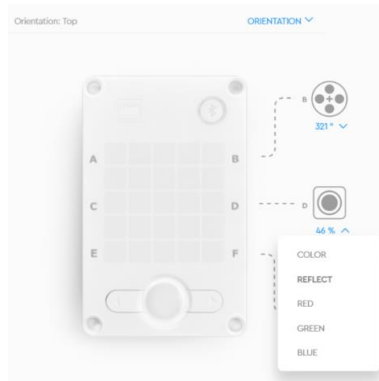 Orientation: Top
ORIENTATION
B
321 °
A
B
C
D
D
46 %
E
F
COLOR
REFLECT
RED
GREEN
BLUE